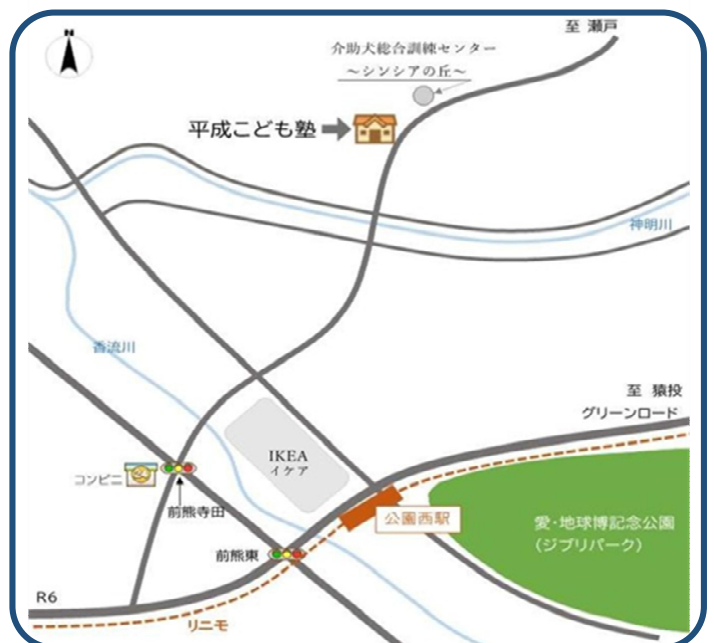 至 瀬戸
介助犬総合訓練センター
～シンシアの丘～
平成こども塾
神明川
香流川
至 猿投
グリーンロード
IKEA
イケア
コンビニ
前熊寺田
公園西駅
愛・地球博記念公園
(ジブリパーク)
前熊東
R6
リニモ